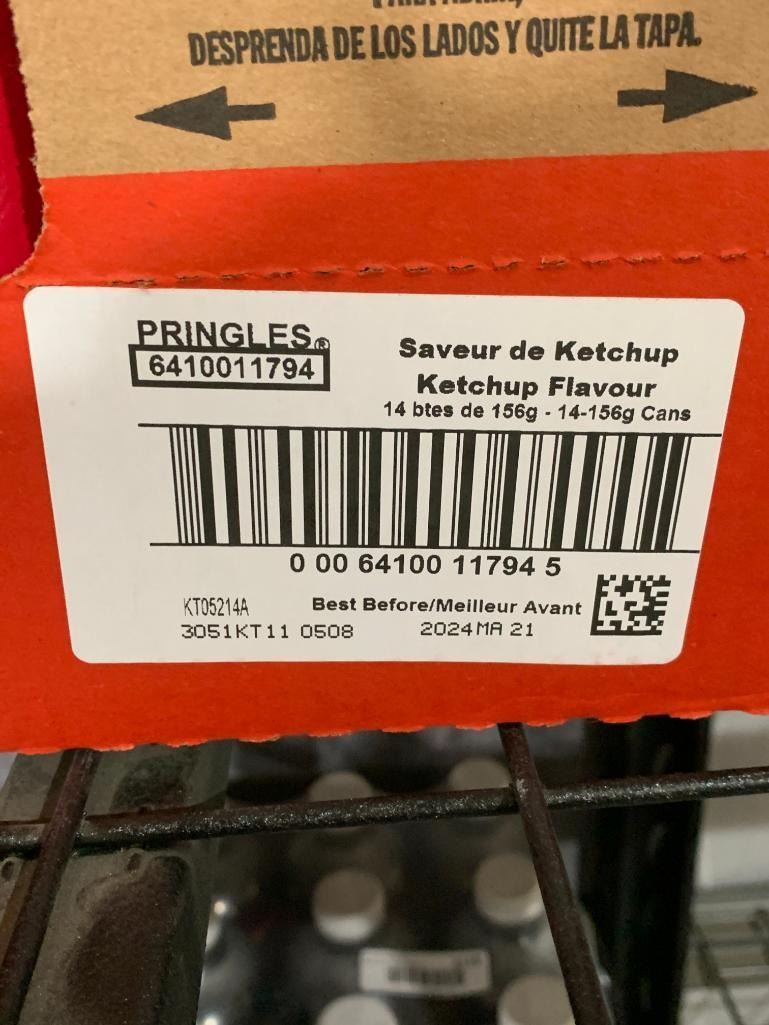 DESPRENDA DE LOS LADOS Y QUITE LA TAPA.
PRINGLES®
6410011794
Saveur de Ketchup
Ketchup Flavour
14 btes de 156g - 14-156g Cans
0 00 64100 11794 5
KT05214A
Best Before/Meilleur Avant
3051KT11 0508
2024MA 21